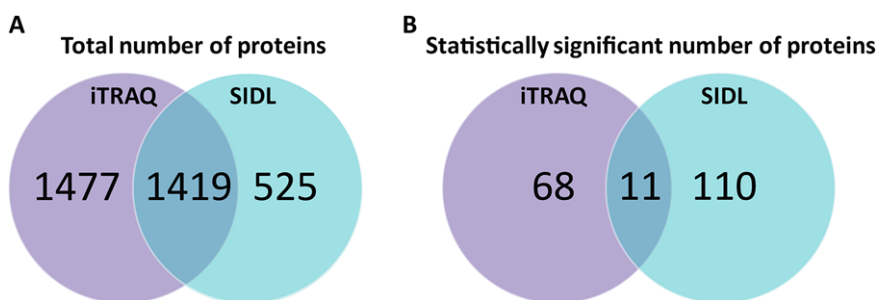 A
Total number of proteins
iTRAQ SIDL
1477 1419 525
B
Statistically significant number of proteins
iTRAQ SIDL
68 11 110